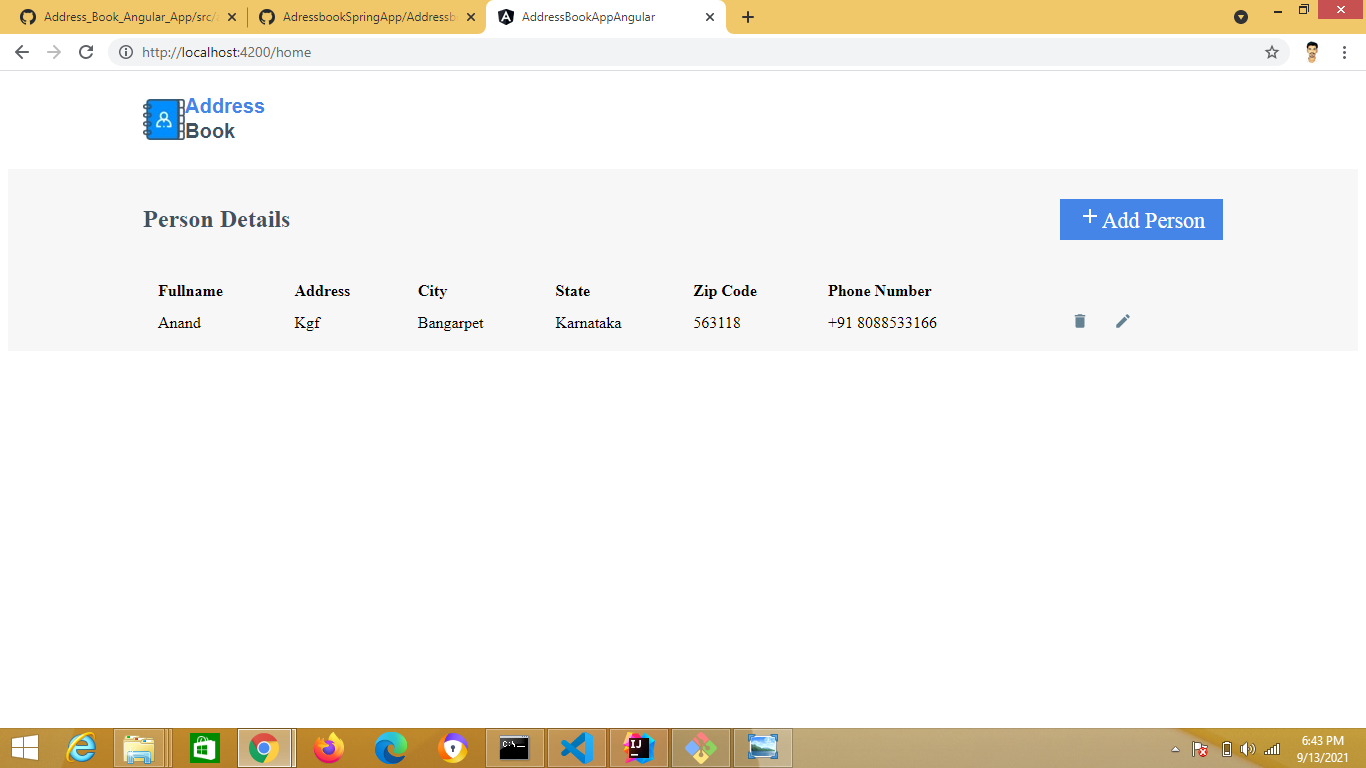 Address_Book_Angular_App/src/a
AdressbookSpringApp/Addressb
AddressBookAppAngular
http://localhost:4200/home
Address
Book
Person Details
+ Add Person
Fullname Address City State Zip Code Phone Number
Anand Kgf Bangarpet Karnataka 563118 +91 8088533166
C:\-
IJ
6:43 PM
9/13/2021